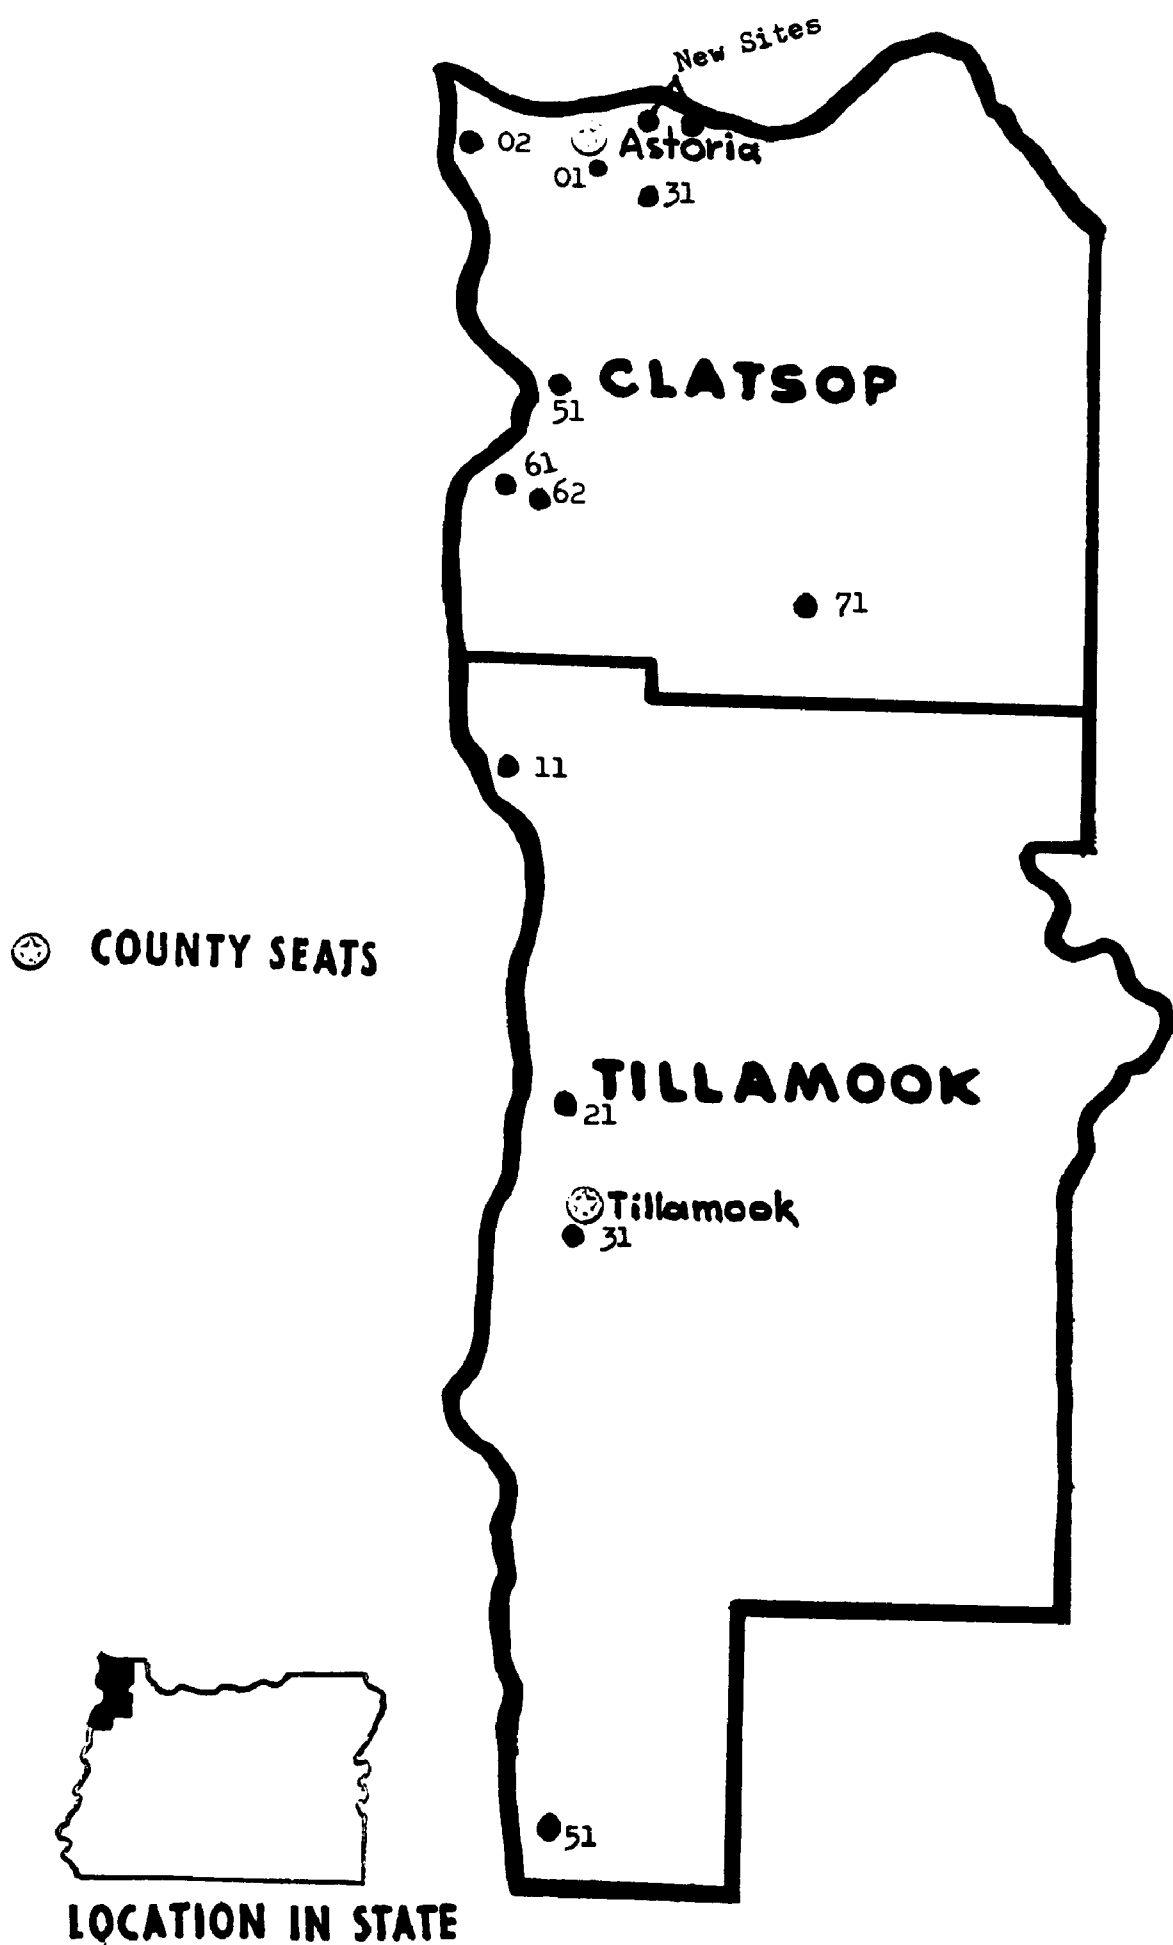 New Sites
02
Astoria
01
31
CLATSOP
51
61
62
71
11
COUNTY SEATS
TILLAMOOK
21
Tillamook
31
51
LOCATION IN STATE